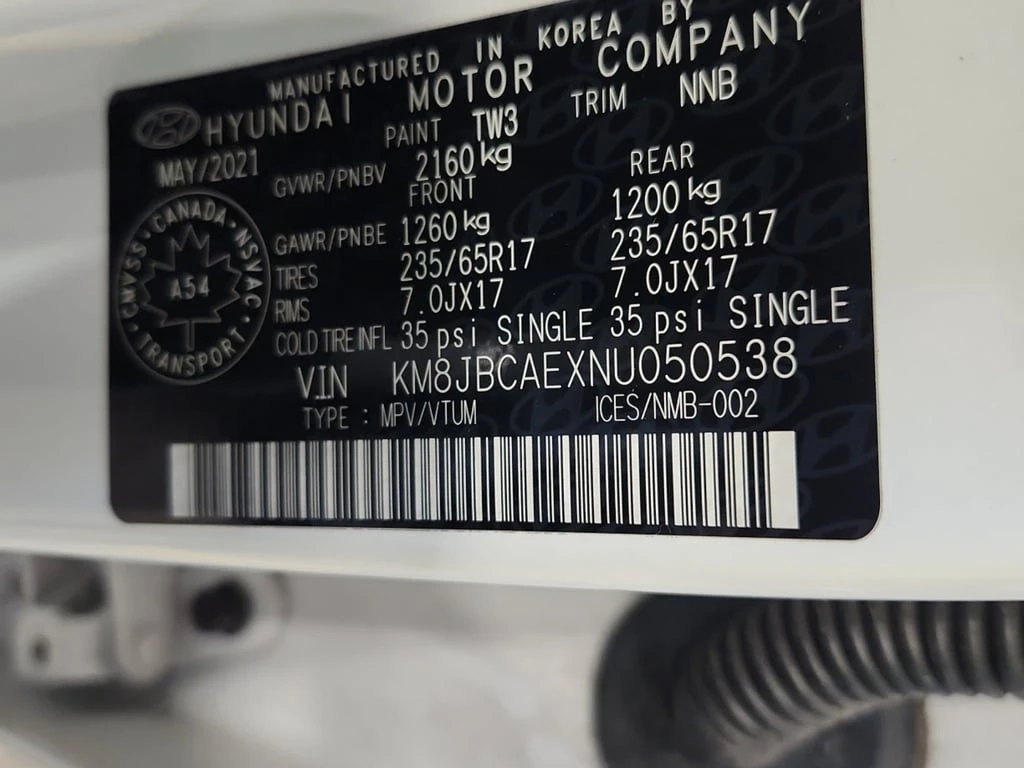 MANUFACTURED IN KOREA BY
HYUNDAI MOTOR COMPANY
MAY/2021 PAINT TW3 TRIM NNB
GVWR/PNBV 2160 kg
FRONT REAR
GAWR/PNBE 1260 kg 1200 kg
TIRES 235/65R17 235/65R17
RIMS 7.0JX17 7.0JX17
COLD TIRE INFL 35 psi SINGLE 35 psi SINGLE
V.I.N KM8JBCAEXNU050538
TYPE : MPV/VTUM ICES/NMB-002
CANADA · NSVAC · TRANSPORT · CMVSS
A54